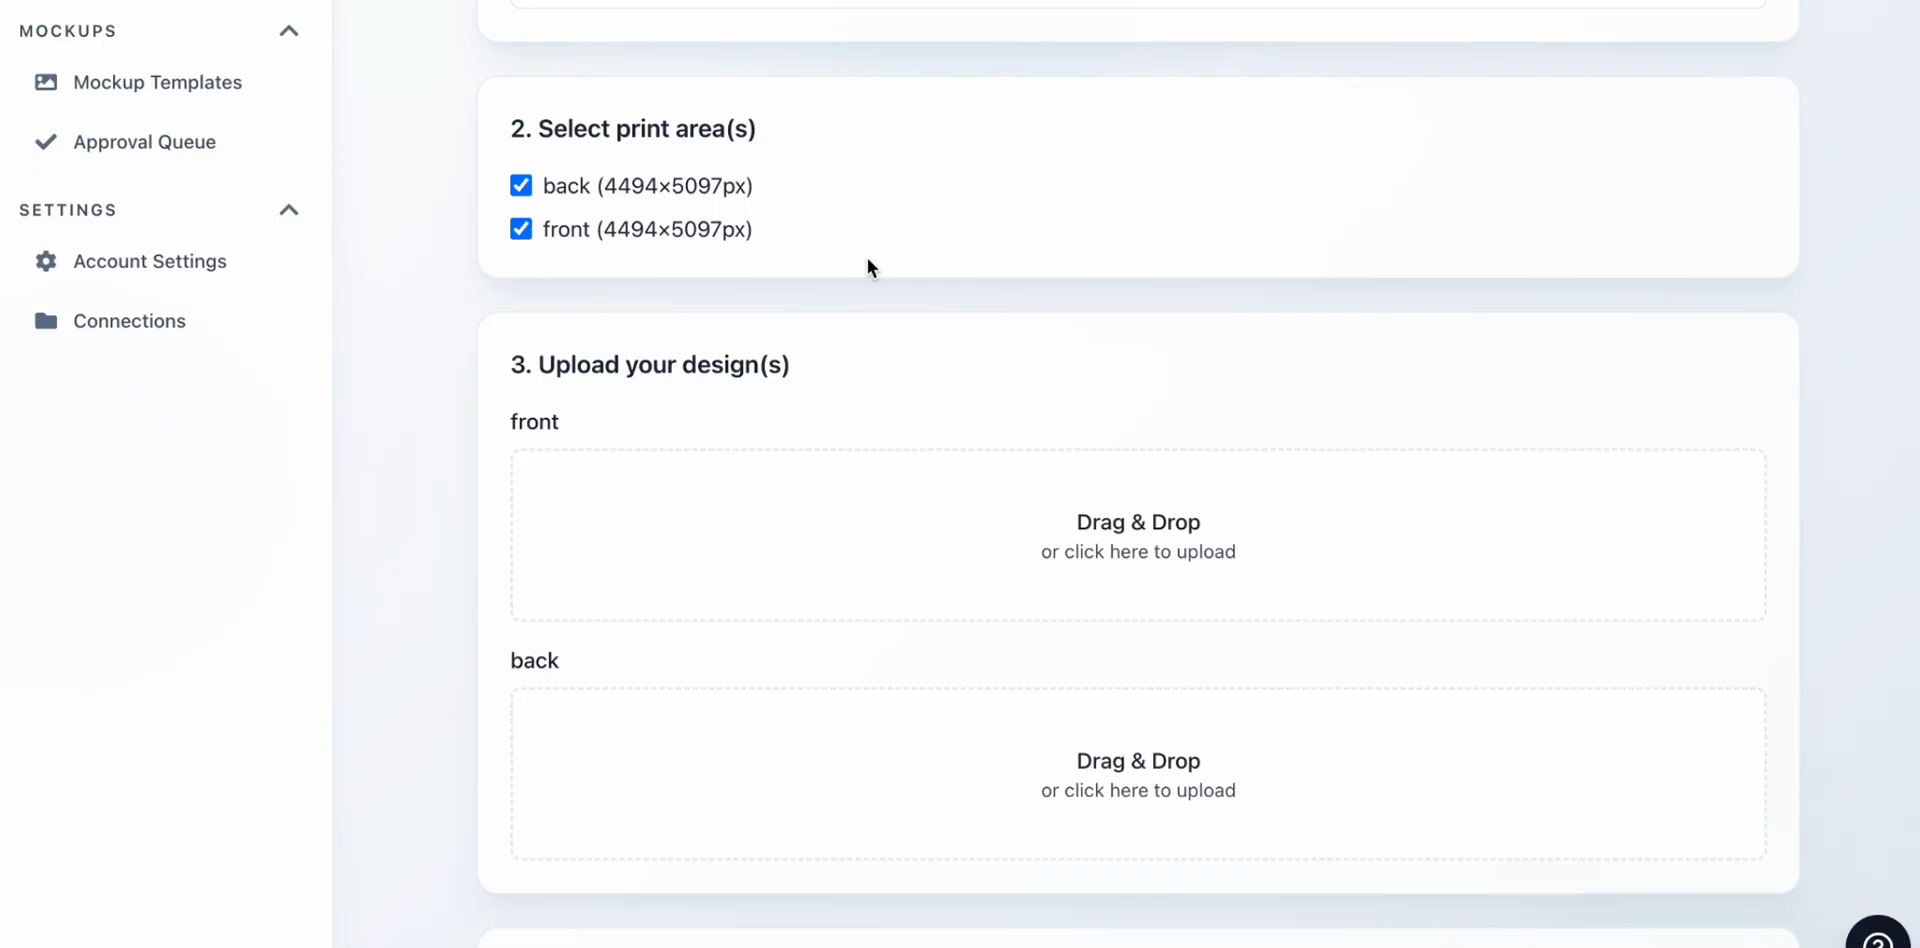 MOCKUPS
Mockup Templates
Approval Queue
SETTINGS
Account Settings
Connections
2. Select print area(s)
back (4494×5097px)
front (4494×5097px)
3. Upload your design(s)
front
Drag & Drop
or click here to upload
back
Drag & Drop
or click here to upload